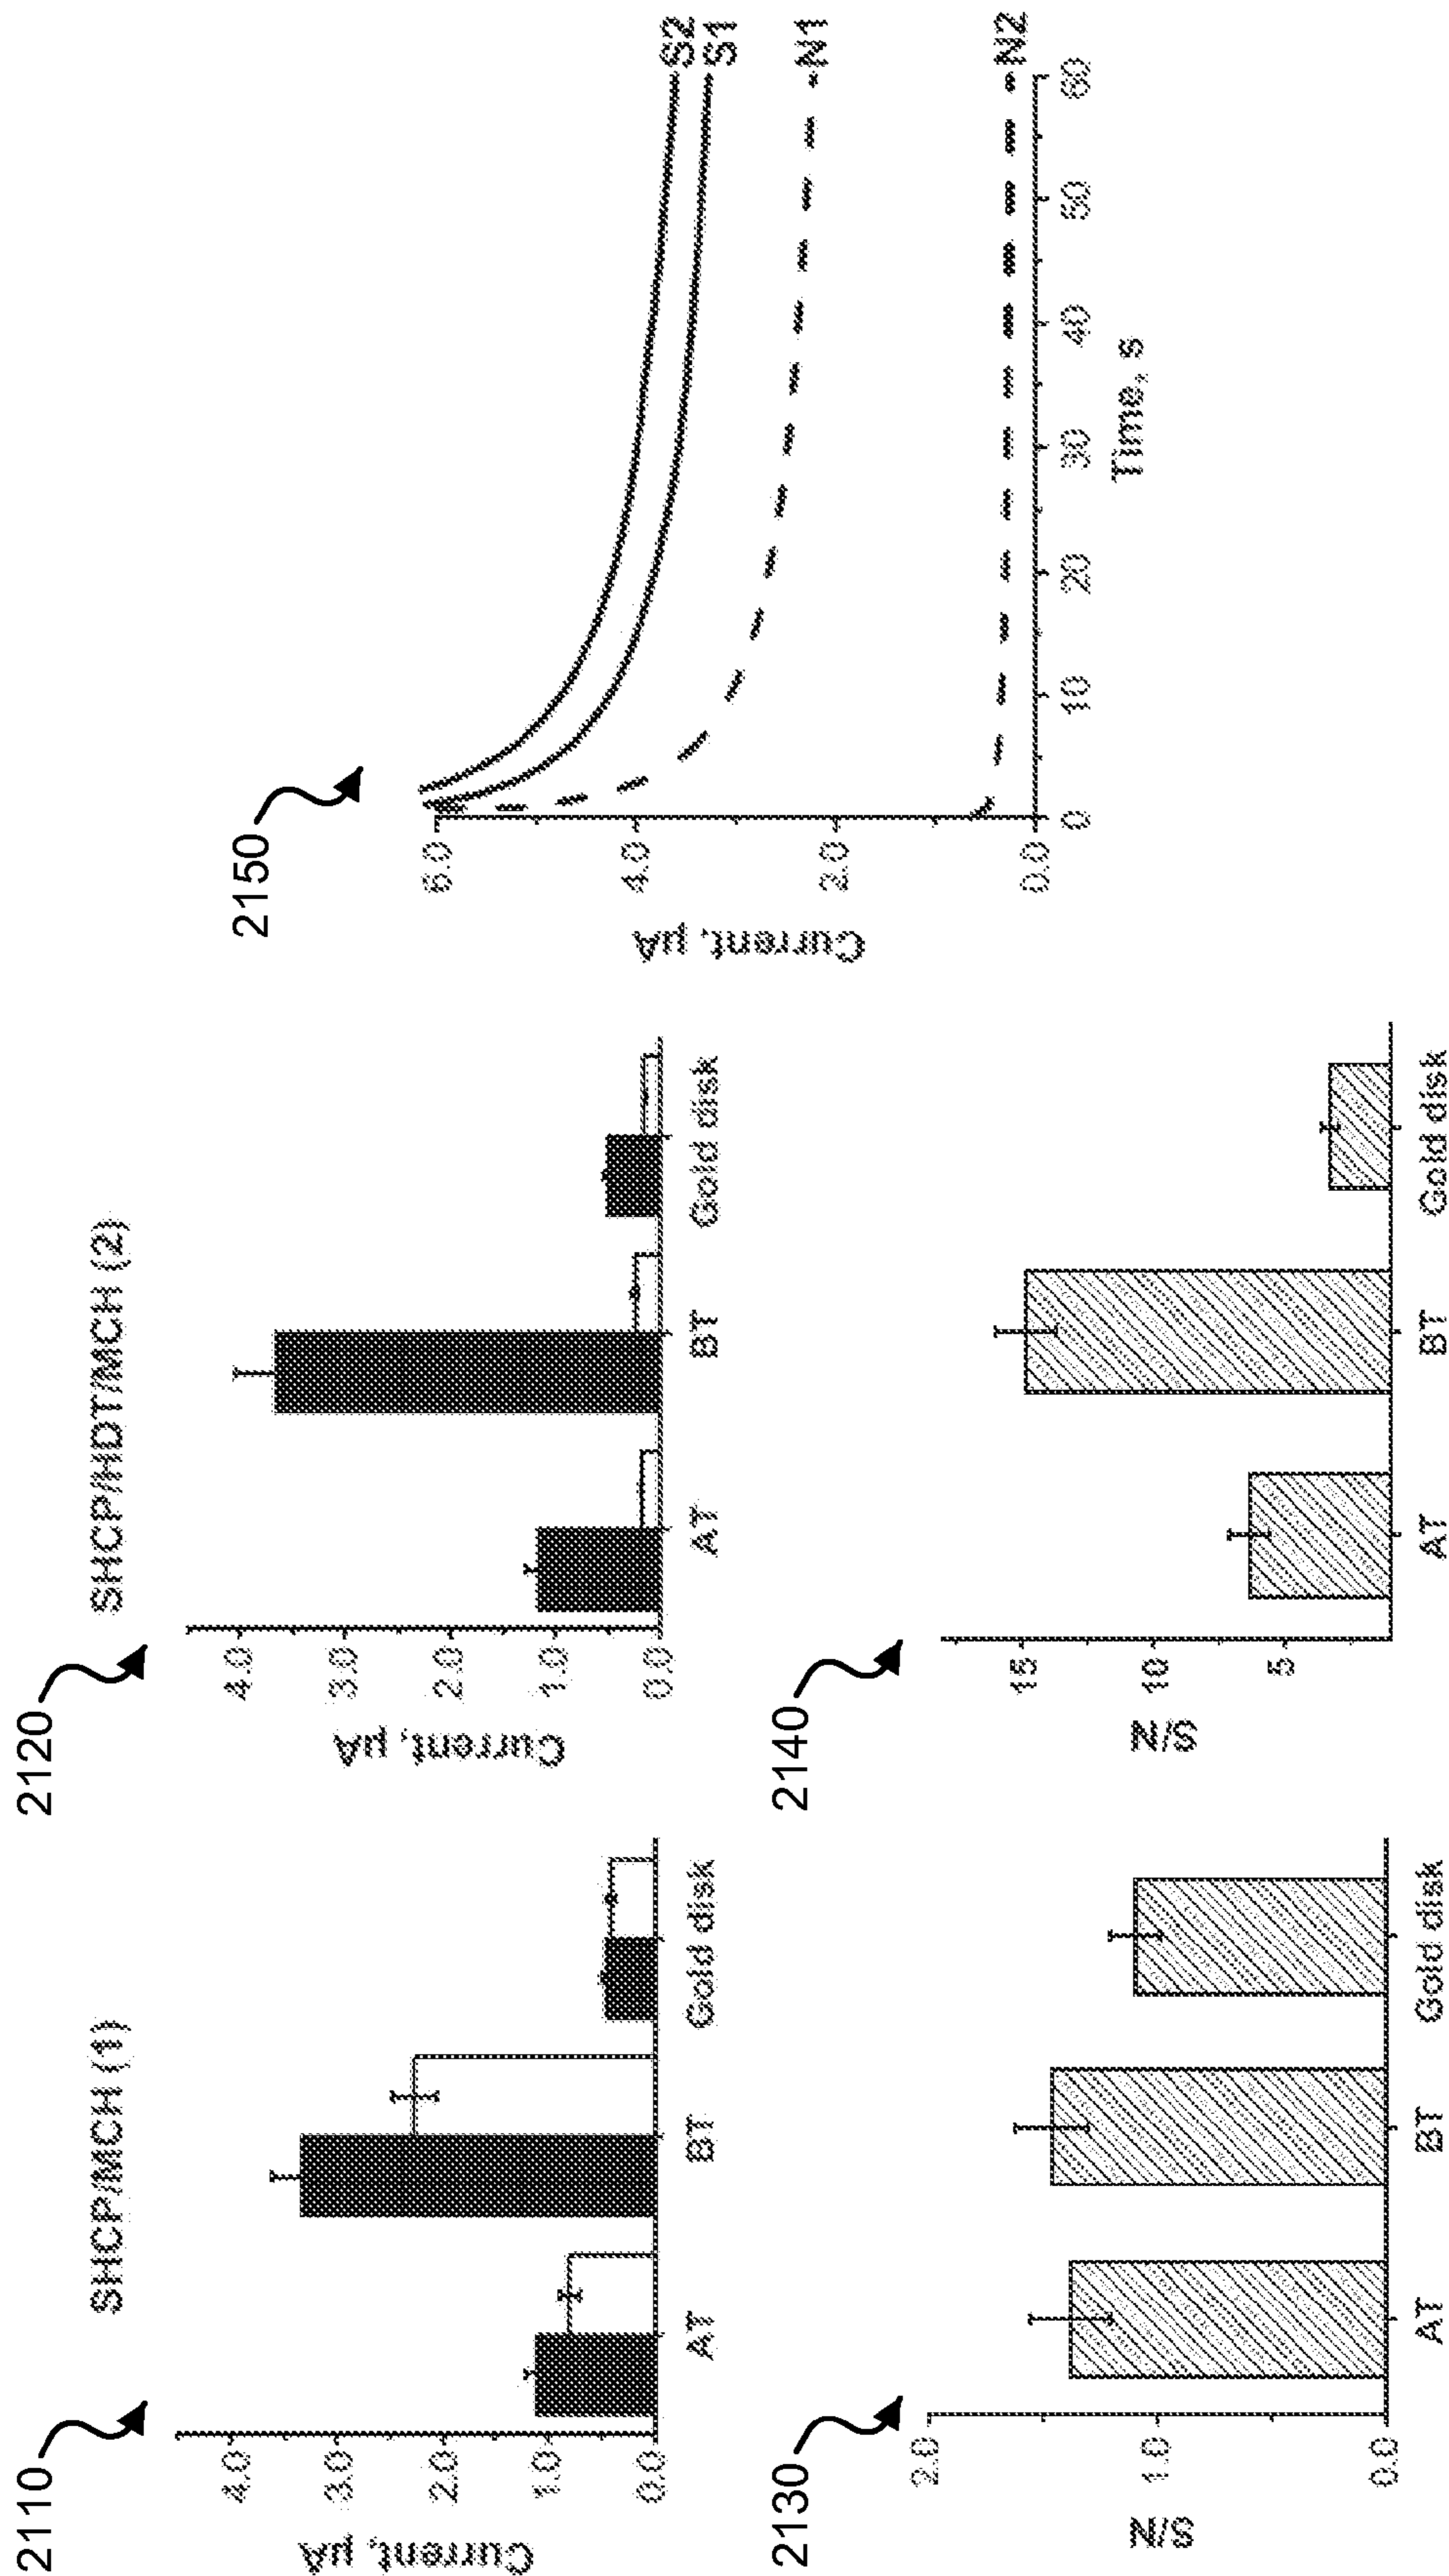 2110
SHCP/MCH (1)
Current, µA
4.0
3.0
2.0
1.0
0.0
AT
BT
Gold disk
2120
SHCP/HDT/MCH (2)
Current, µA
4.0
3.0
2.0
1.0
0.0
AT
BT
Gold disk
2130
S/N
2.0
1.0
0.0
AT
BT
Gold disk
2140
S/N
15
10
5
AT
BT
Gold disk
2150
Current, µA
6.0
4.0
2.0
0.0
S2
S1
N1
N2
0 10 20 30 40 50 60
Time, s